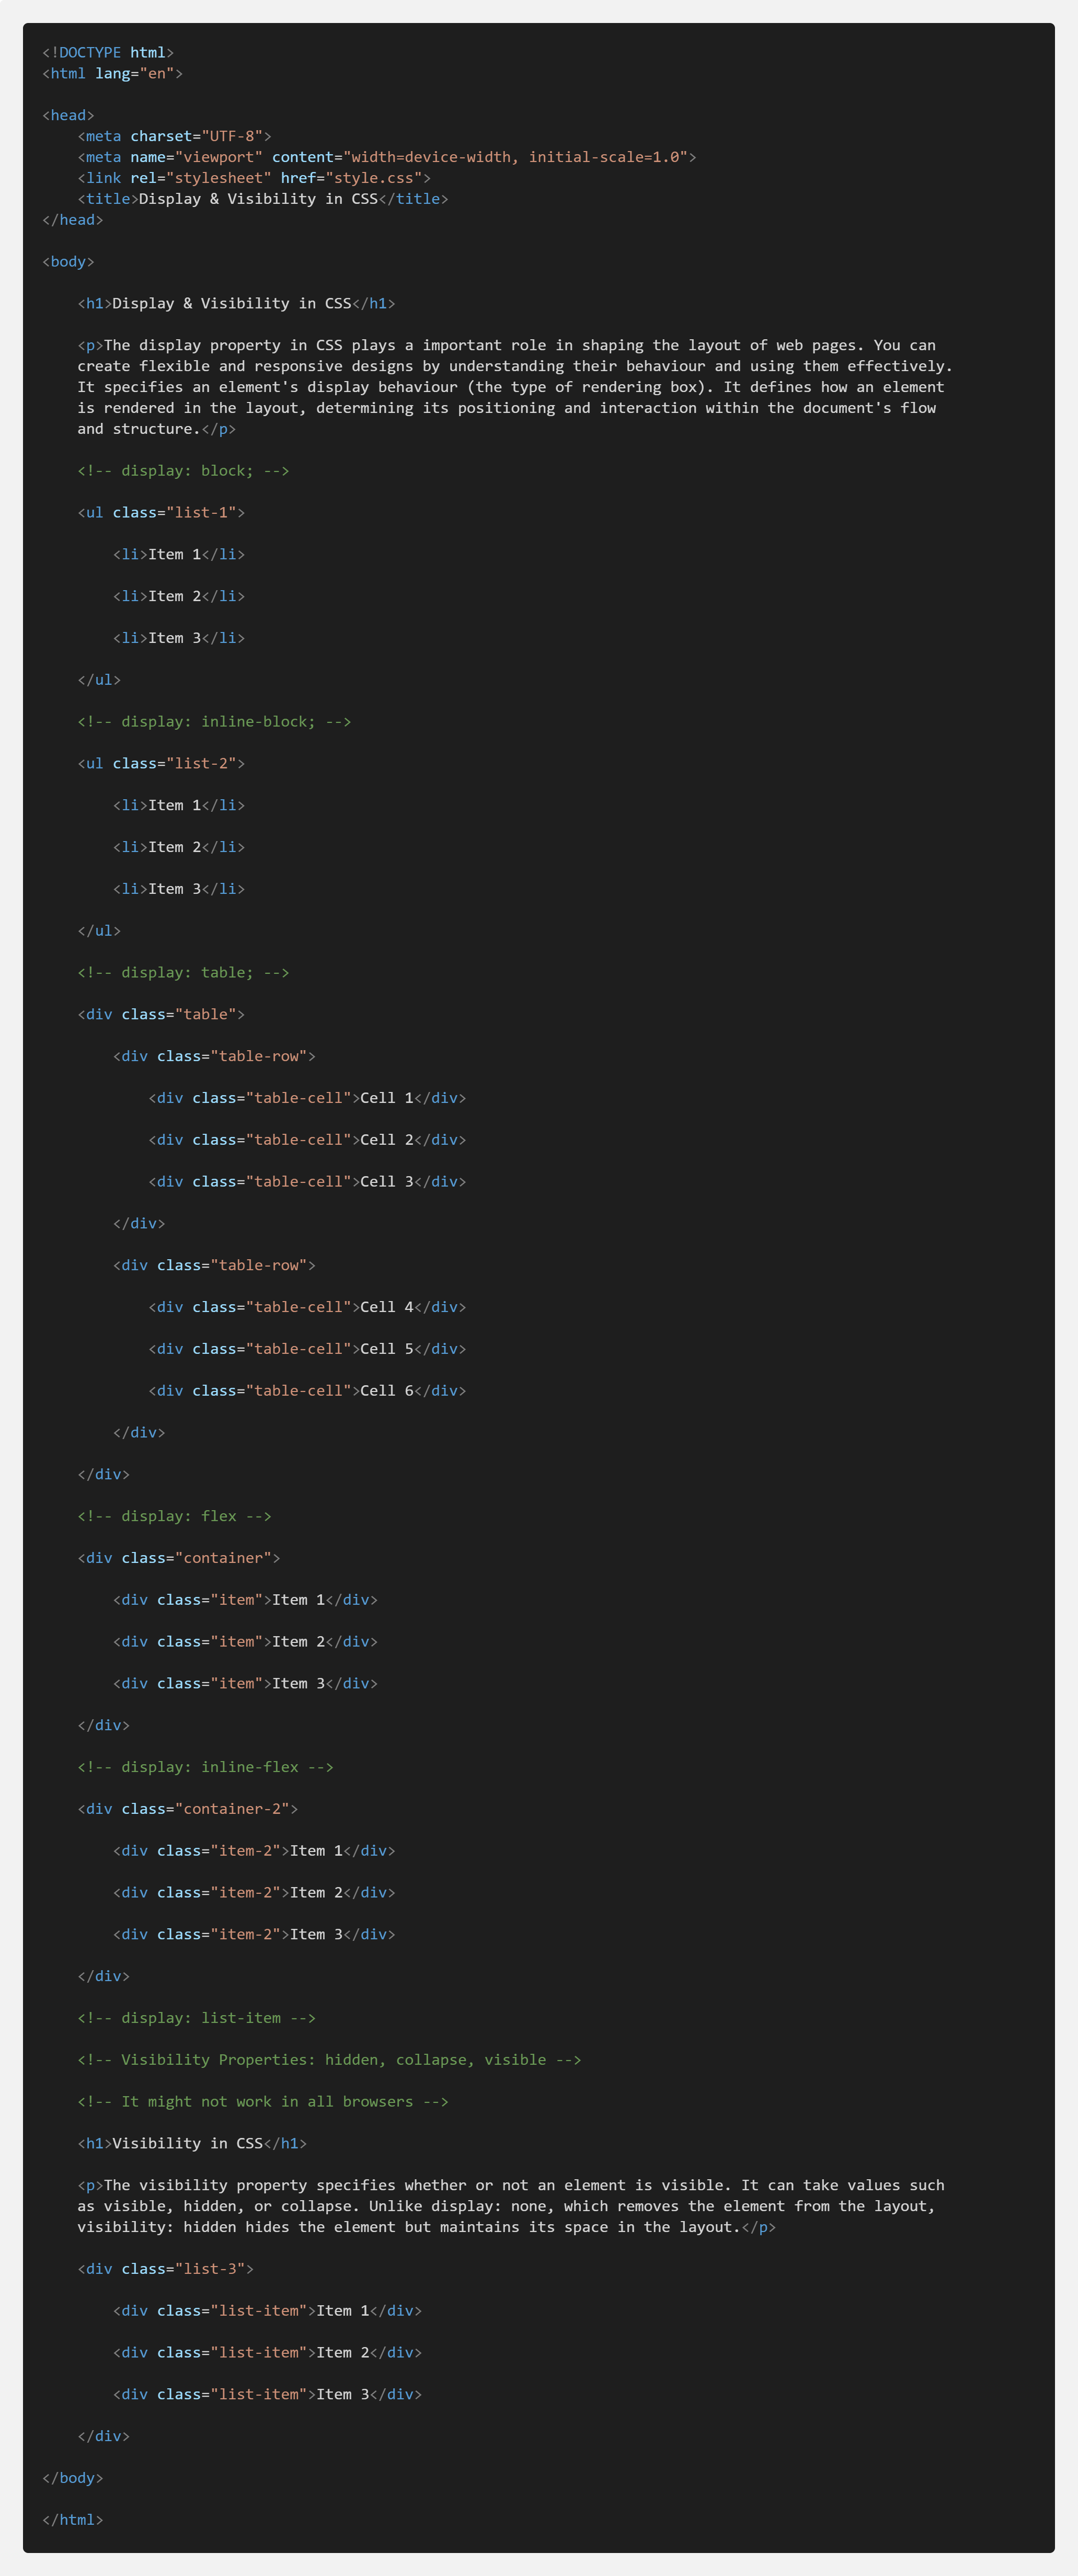 <!DOCTYPE html>
<html lang="en">
<head>
<meta charset="UTF-8">
<meta name="viewport" content="width=device-width, initial-scale=1.0">
<link rel="stylesheet" href="style.css">
<title>Display & Visibility in CSS</title>
</head>
<body>
<h1>Display & Visibility in CSS</h1>
<p>The display property in CSS plays a important role in shaping the layout of web pages. You can
create flexible and responsive designs by understanding their behaviour and using them effectively.
It specifies an element's display behaviour (the type of rendering box). It defines how an element
is rendered in the layout, determining its positioning and interaction within the document's flow
and structure.</p>
<!-- display: block; -->
<ul class="list-1">
<li>Item 1</li>
<li>Item 2</li>
<li>Item 3</li>
</ul>
<!-- display: inline-block; -->
<ul class="list-2">
<li>Item 1</li>
<li>Item 2</li>
<li>Item 3</li>
</ul>
<!-- display: table; -->
<div class="table">
<div class="table-row">
<div class="table-cell">Cell 1</div>
<div class="table-cell">Cell 2</div>
<div class="table-cell">Cell 3</div>
</div>
<div class="table-row">
<div class="table-cell">Cell 4</div>
<div class="table-cell">Cell 5</div>
<div class="table-cell">Cell 6</div>
</div>
</div>
<!-- display: flex -->
<div class="container">
<div class="item">Item 1</div>
<div class="item">Item 2</div>
<div class="item">Item 3</div>
</div>
<!-- display: inline-flex -->
<div class="container-2">
<div class="item-2">Item 1</div>
<div class="item-2">Item 2</div>
<div class="item-2">Item 3</div>
</div>
<!-- display: list-item -->
<!-- Visibility Properties: hidden, collapse, visible -->
<!-- It might not work in all browsers -->
<h1>Visibility in CSS</h1>
<p>The visibility property specifies whether or not an element is visible. It can take values such
as visible, hidden, or collapse. Unlike display: none, which removes the element from the layout,
visibility: hidden hides the element but maintains its space in the layout.</p>
<div class="list-3">
<div class="list-item">Item 1</div>
<div class="list-item">Item 2</div>
<div class="list-item">Item 3</div>
</div>
</body>
</html>